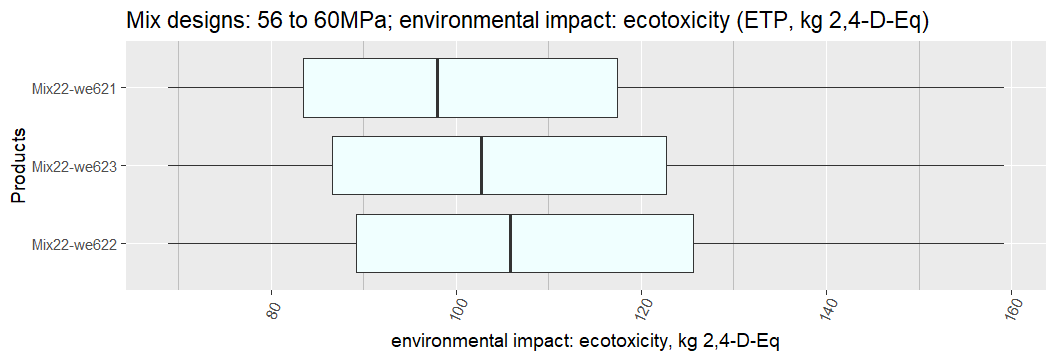 Mix designs: 56 to 60MPa; environmental impact: ecotoxicity (ETP, kg 2,4-D-Eq)
Products
Mix22-we621
Mix22-we623
Mix22-we622
80
100
120
140
160
environmental impact: ecotoxicity, kg 2,4-D-Eq